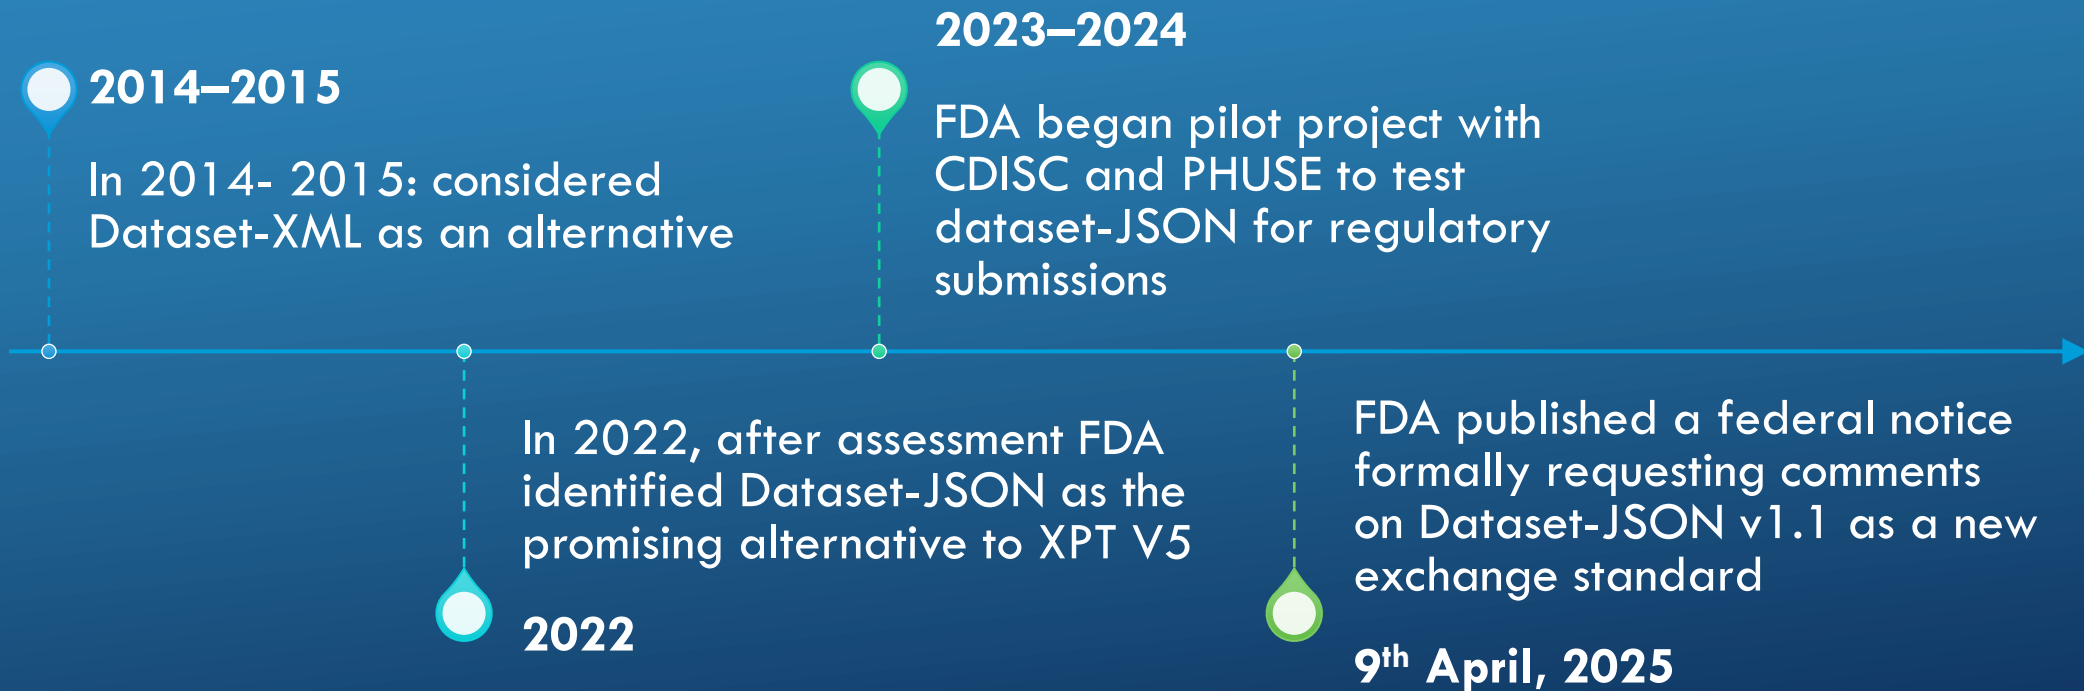 2014–2015
In 2014- 2015: considered
Dataset-XML as an alternative
In 2022, after assessment FDA
identified Dataset-JSON as the
promising alternative to XPT V5
2022
2023–2024
FDA began pilot project with
CDISC and PHUSE to test
dataset-JSON for regulatory
submissions
FDA published a federal notice
formally requesting comments
on Dataset-JSON v1.1 as a new
exchange standard
9th April, 2025